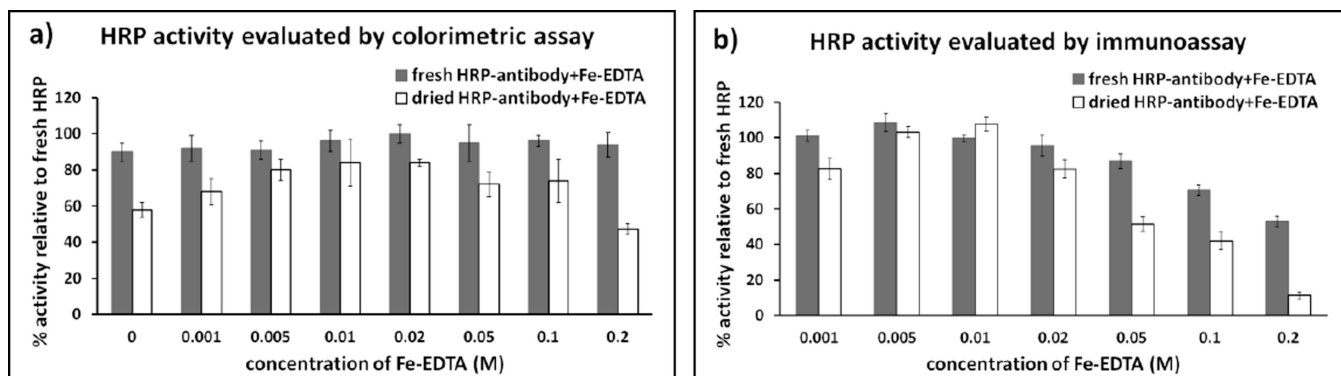 a) HRP activity evaluated by colorimetric assay
fresh HRP-antibody+Fe-EDTA
dried HRP-antibody+Fe-EDTA
% activity relative to fresh HRP
120
100
80
60
40
20
0
0 0.001 0.005 0.01 0.02 0.05 0.1 0.2
concentration of Fe-EDTA (M)
b) HRP activity evaluated by immunoassay
fresh HRP-antibody+Fe-EDTA
dried HRP-antibody+Fe-EDTA
% activity relative to fresh HRP
120
100
80
60
40
20
0
0.001 0.005 0.01 0.02 0.05 0.1 0.2
concentration of Fe-EDTA (M)